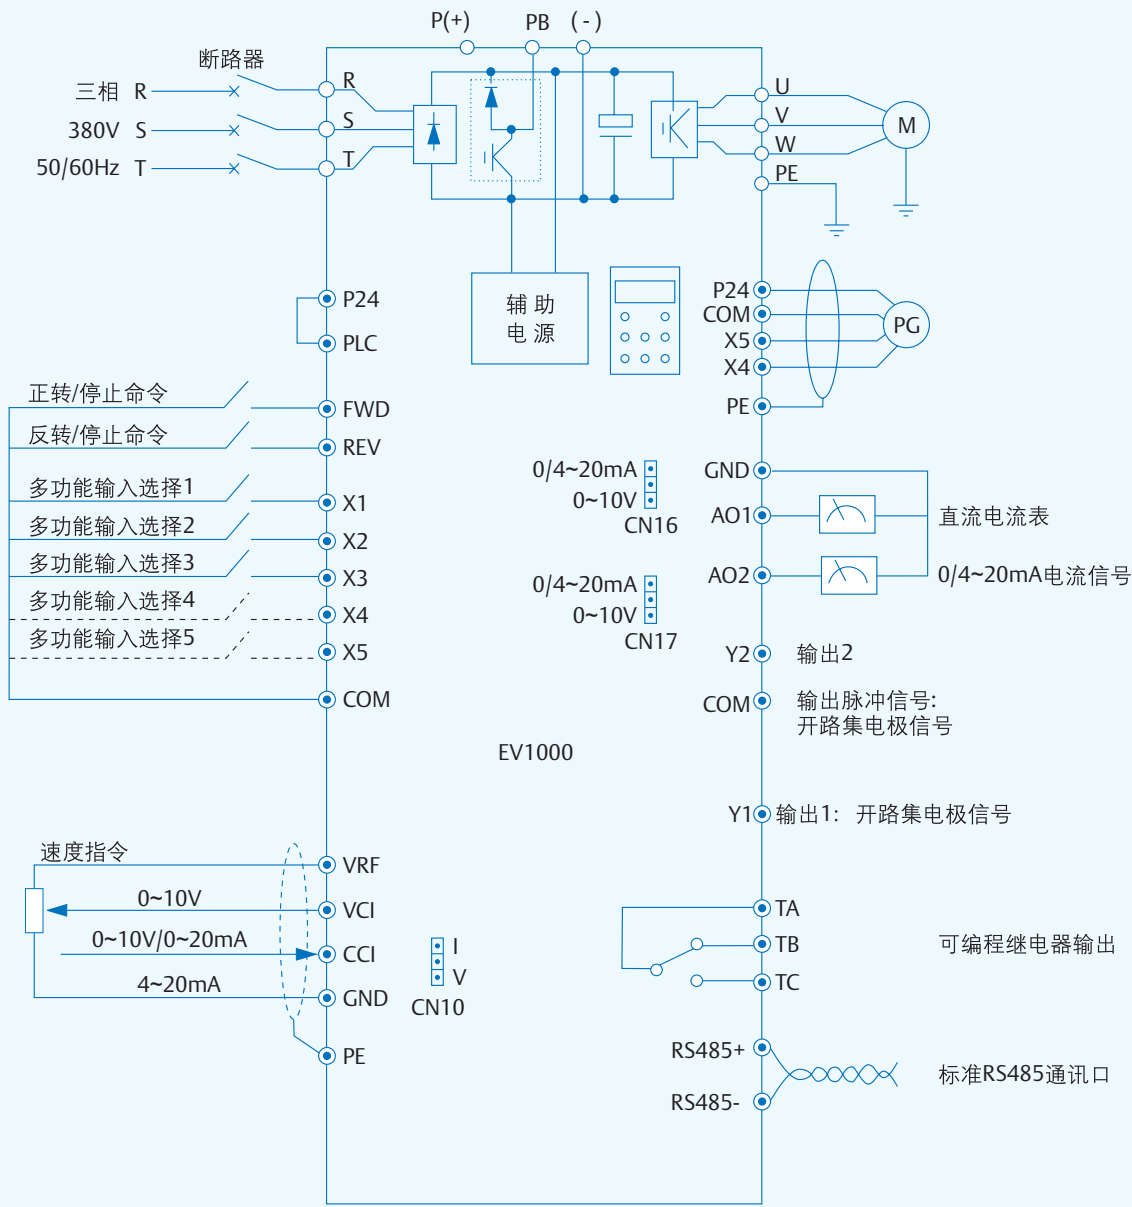 P(+) PB (-)
断路器
三相 R
380V S
50/60Hz T
R
S
T
U
V
W
PE
M
辅助
电源
P24
PLC
P24
COM
X5
X4
PE
PG
正转/停止命令
FWD
反转/停止命令
REV
多功能输入选择1
X1
多功能输入选择2
X2
多功能输入选择3
X3
多功能输入选择4
X4
多功能输入选择5
X5
COM
0/4~20mA
0~10V
CN16
0/4~20mA
0~10V
CN17
GND
AO1
直流电流表
AO2
0/4~20mA电流信号
Y2 输出2
COM 输出脉冲信号:
开路集电极信号
EV1000
Y1 输出1: 开路集电极信号
速度指令
VRF
0~10V
VCI
0~10V/0~20mA
CCI
4~20mA
GND
PE
I
V
CN10
TA
TB
TC
可编程继电器输出
RS485+
RS485-
标准RS485通讯口